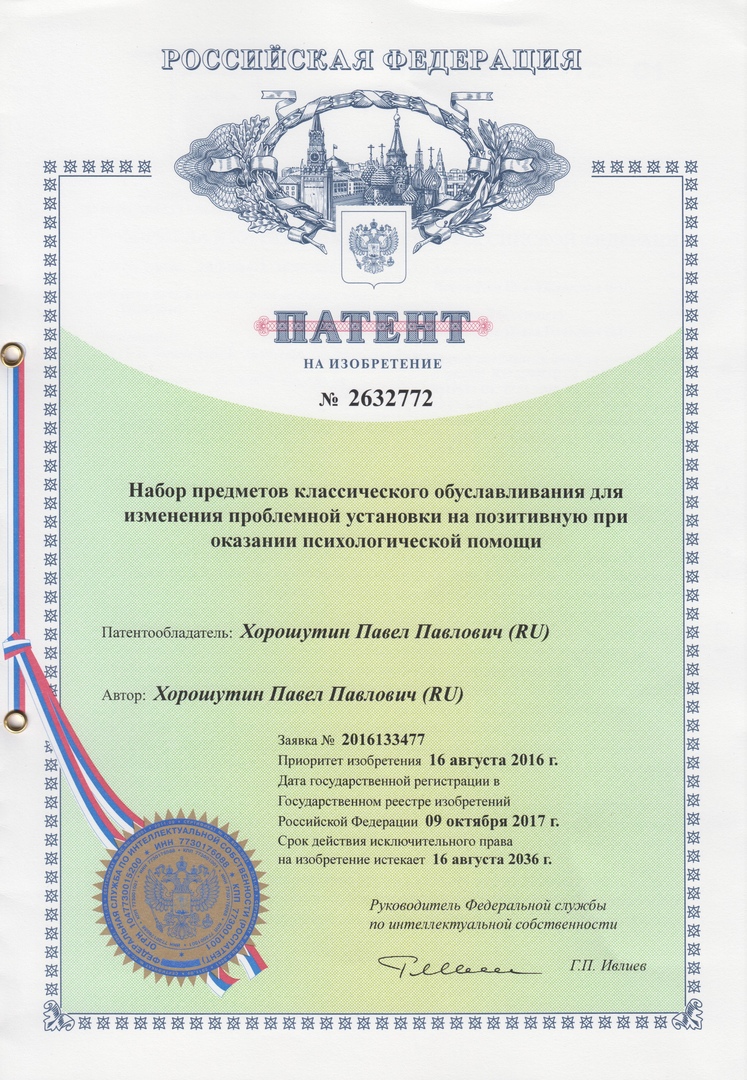 РОССИЙСКАЯ ФЕДЕРАЦИЯ
ПАТЕНТ
НА ИЗОБРЕТЕНИЕ
№ 2632772
Набор предметов классического обуславливания для
изменения проблемной установки на позитивную при
оказании психологической помощи
Патентообладатель: Хорошутин Павел Павлович (RU)
Автор: Хорошутин Павел Павлович (RU)
Заявка № 2016133477
Приоритет изобретения 16 августа 2016 г.
Дата государственной регистрации в
Государственном реестре изобретений
Российской Федерации 09 октября 2017 г.
Срок действия исключительного права
на изобретение истекает 16 августа 2036 г.
Руководитель Федеральной службы
по интеллектуальной собственности
Г.П. Ивлиев
ФЕДЕРАЛЬНАЯ СЛУЖБА ПО ИНТЕЛЛЕКТУАЛЬНОЙ СОБСТВЕННОСТИ (РОСПАТЕНТ)
ОГРН 1047730015200 * ИНН 7730176088 * КПП 773001001